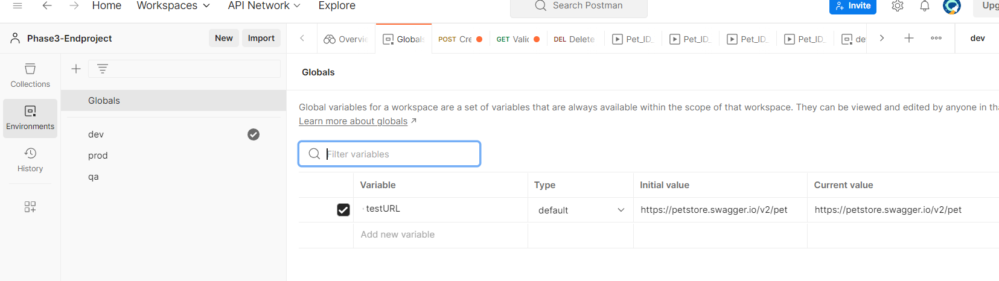 Home Workspaces API Network Explore Search Postman Invite Upg
Phase3-Endproject New Import Overvie Globals POST Cre GET Valic DEL Delete Pet_ID_ Pet_ID_ Pet_ID_ Pet_ID_ de dev
Collections
Environments
History
Globals
dev
prod
qa
Globals
Global variables for a workspace are a set of variables that are always available within the scope of that workspace. They can be viewed and edited by anyone in tha
Learn more about globals
Filter variables
Variable Type Initial value Current value
testURL default https://petstore.swagger.io/v2/pet https://petstore.swagger.io/v2/pet
Add new variable